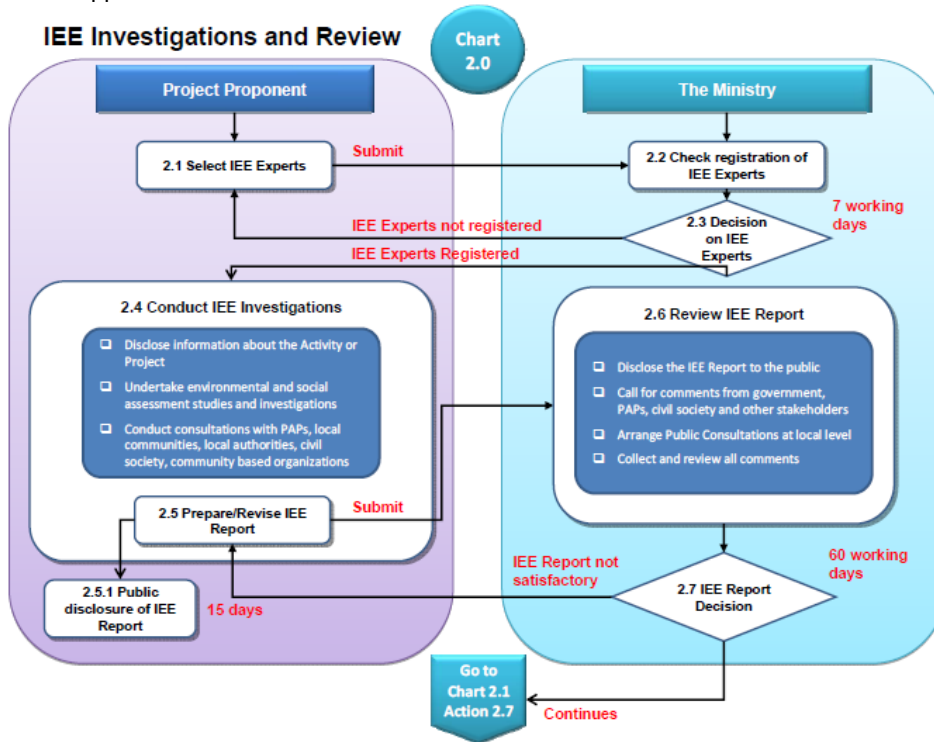 IEE Investigations and Review
Chart
2.0
Project Proponent
The Ministry
2.1 Select IEE Experts
Submit
2.2 Check registration of
IEE Experts
IEE Experts not registered
2.3 Decision
on IEE
Experts
7 working
days
IEE Experts Registered
2.4 Conduct IEE Investigations
Disclose information about the Activity or
Project
Undertake environmental and social
assessment studies and investigations
Conduct consultations with PAPs, local
communities, local authorities, civil
society, community based organizations
2.5 Prepare/Revise IEE
Report
Submit
2.5.1 Public
disclosure of IEE
Report
15 days
2.6 Review IEE Report
Disclose the IEE Report to the public
Call for comments from government,
PAPs, civil society and other stakeholders
Arrange Public Consultations at local level
Collect and review all comments
IEE Report not
satisfactory
2.7 IEE Report
Decision
60 working
days
Go to
Chart 2.1
Action 2.7
Continues